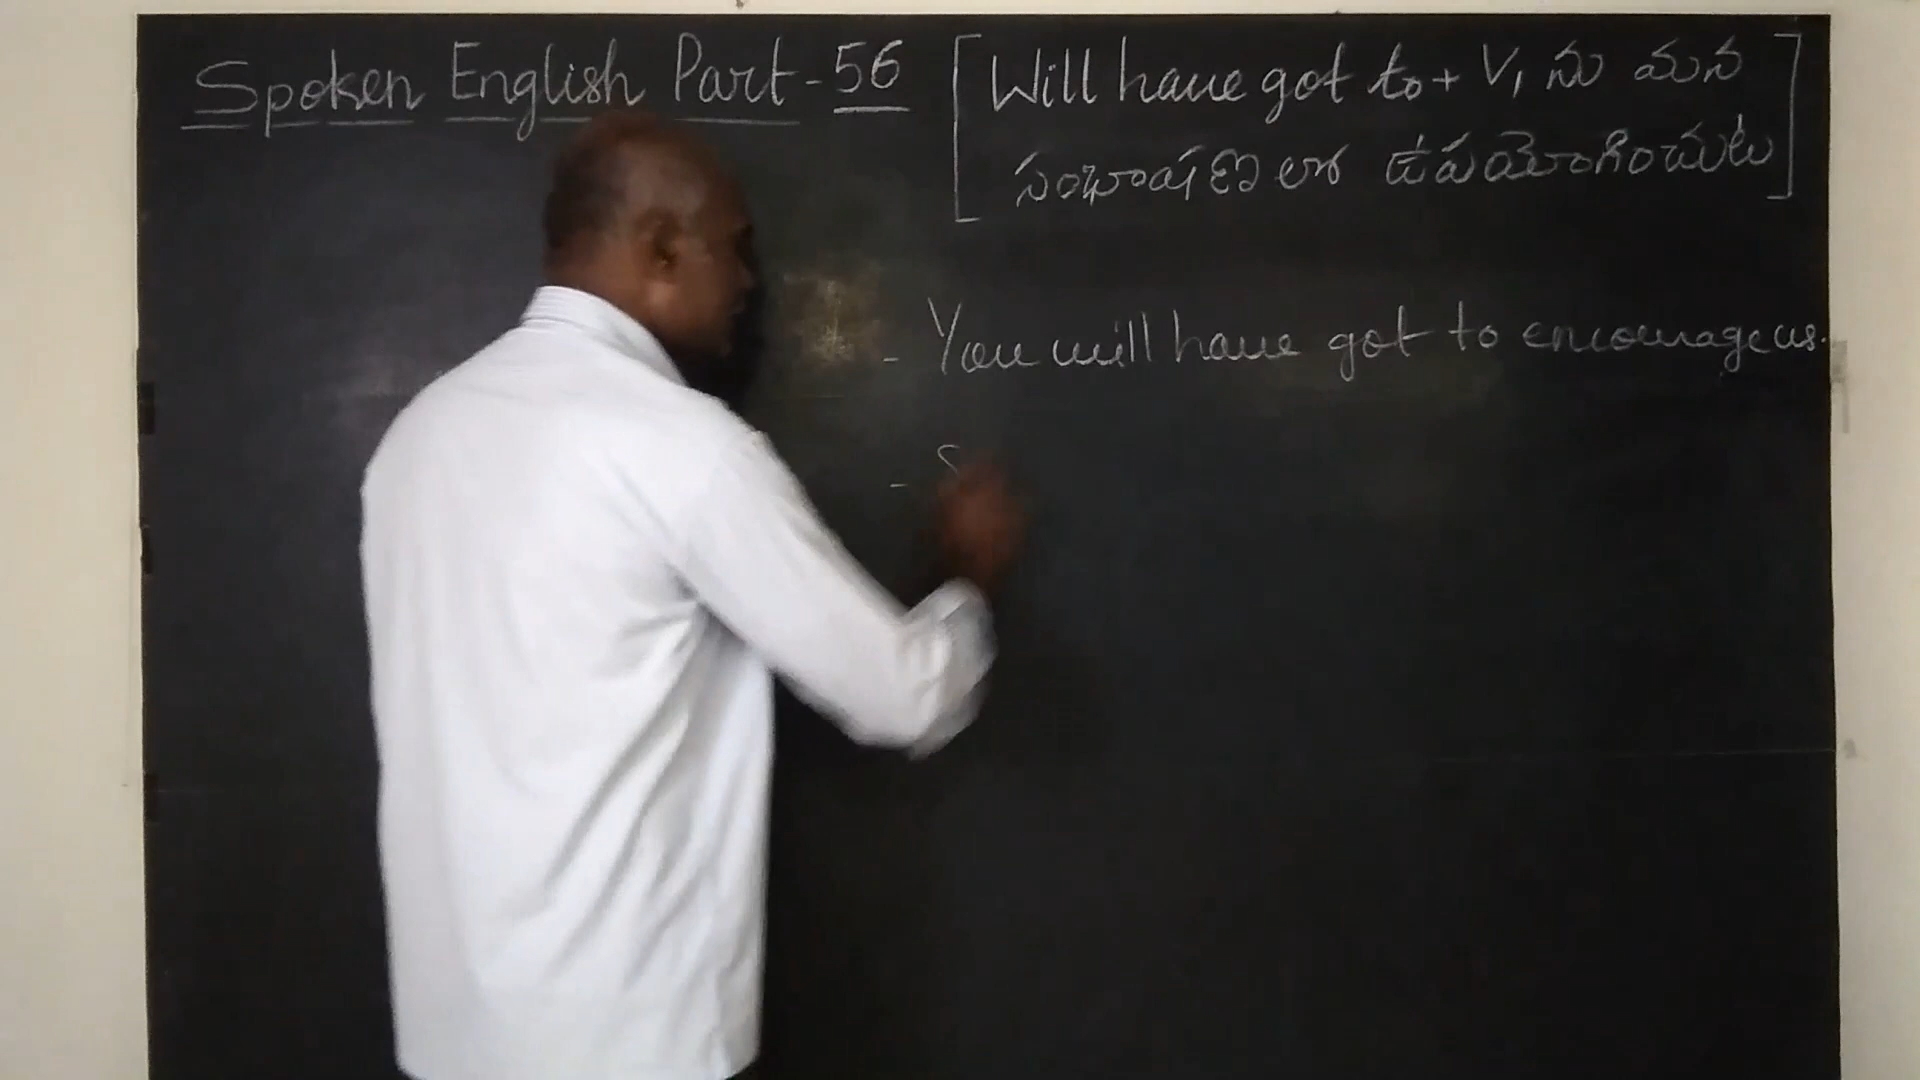 Spoken English Part - 56
[Will have got to + V1 ను మన
సంభాషణ లో ఉపయోగించుట]
- You will have got to encourage us.
- S